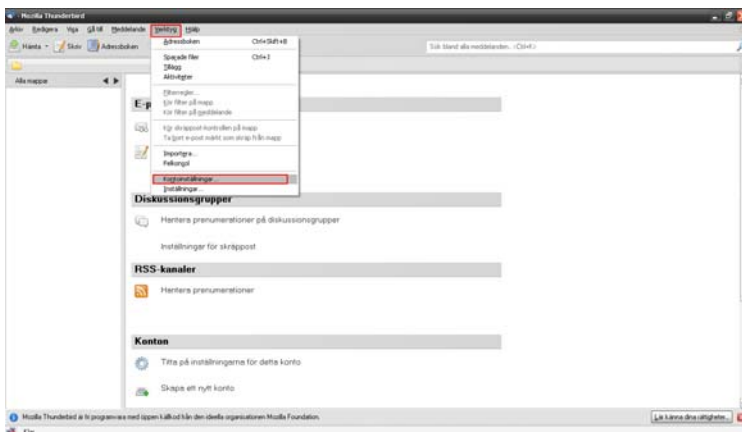 Mozilla Thunderbird
Arkiv Redigera Visa Gå till Meddelande Verktyg Hjälp
Hämta Skriv Adressboken
Sök bland alla meddelanden... <Ctrl+K>
Alla mappar
Adressboken Ctrl+Skift+B
Sparade filer Ctrl+J
Tillägg
Aktiviteter
Filterregler...
Kör filter på mapp
Kör filter på meddelande
Kör skräppost-kontrollen på mapp
Ta bort e-post märkt som skräp från mapp
Importera...
Felkonsol
Kontoinställningar...
Inställningar...
E-p
Diskussionsgrupper
Hantera prenumerationer på diskussionsgrupper
Inställningar för skräppost
RSS-kanaler
Hantera prenumerationer
Konton
Titta på inställningarna för detta konto
Skapa ett nytt konto
Mozilla Thunderbird är fri programvara med öppen källkod från den ideella organisationen Mozilla Foundation.
Lär känna dina rättigheter...